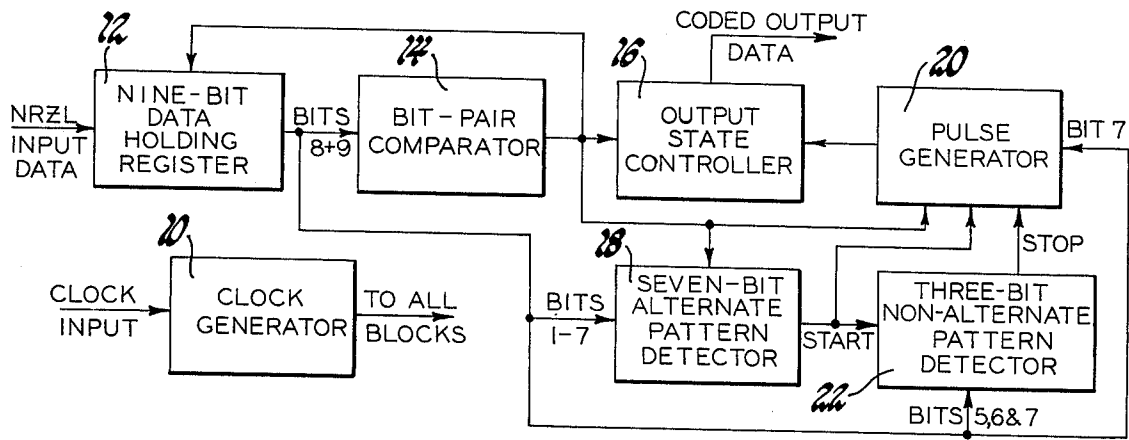 CODED OUTPUT
DATA
12
14
16
20
NRZL
INPUT
DATA
NINE-BIT
DATA
HOLDING
REGISTER
BITS
8+9
BIT-PAIR
COMPARATOR
OUTPUT
STATE
CONTROLLER
PULSE
GENERATOR
BIT 7
10
18
STOP
CLOCK
INPUT
CLOCK
GENERATOR
TO ALL
BLOCKS
BITS
1-7
SEVEN-BIT
ALTERNATE
PATTERN
DETECTOR
START
THREE-BIT
NON-ALTERNATE
PATTERN
DETECTOR
22
BITS 5,6&7